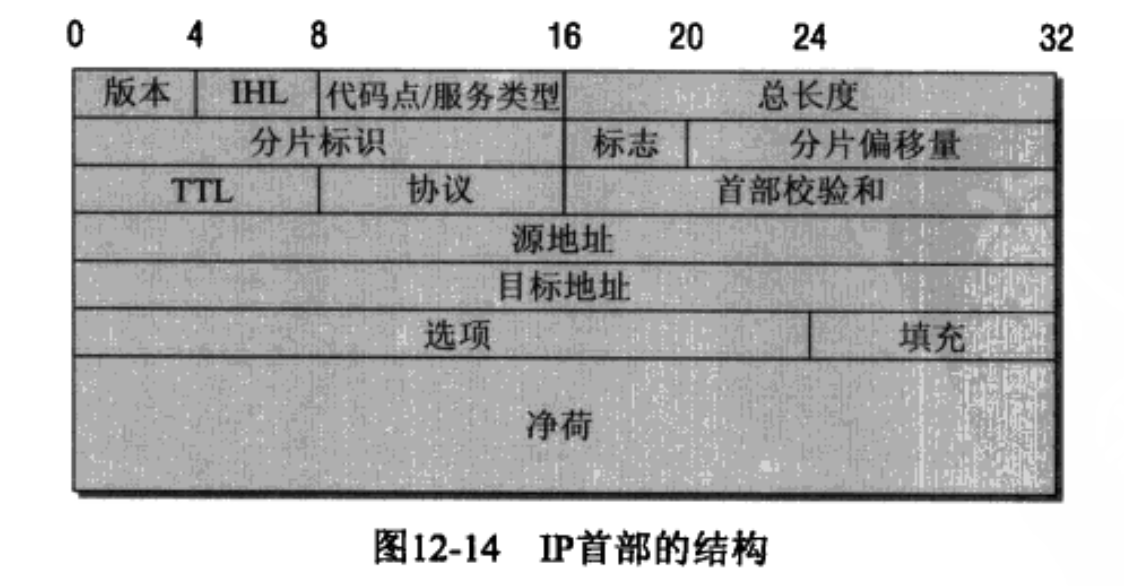 0 4 8 16 20 24 32
版本 IHL 代码点/服务类型 总长度
分片标识 标志 分片偏移量
TTL 协议 首部校验和
源地址
目标地址
选项 填充
净荷
图12-14 IP首部的结构